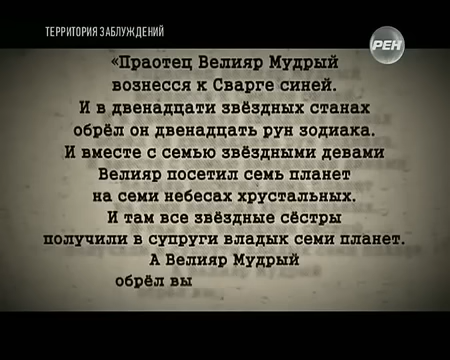 ТЕРРИТОРИЯ ЗАБЛУЖДЕНИЙ
РЕН
«Праотец Велияр Мудрый
вознесся к Сварге синей.
И в двенадцати звёздных станах
обрёл он двенадцать рун зодиака.
И вместе с семью звёздными девами
Велияр посетил семь планет
на семи небесах хрустальных.
И там все звёздные сёстры
получили в супруги владык семи планет.
А Велияр Мудрый
обрёл вы